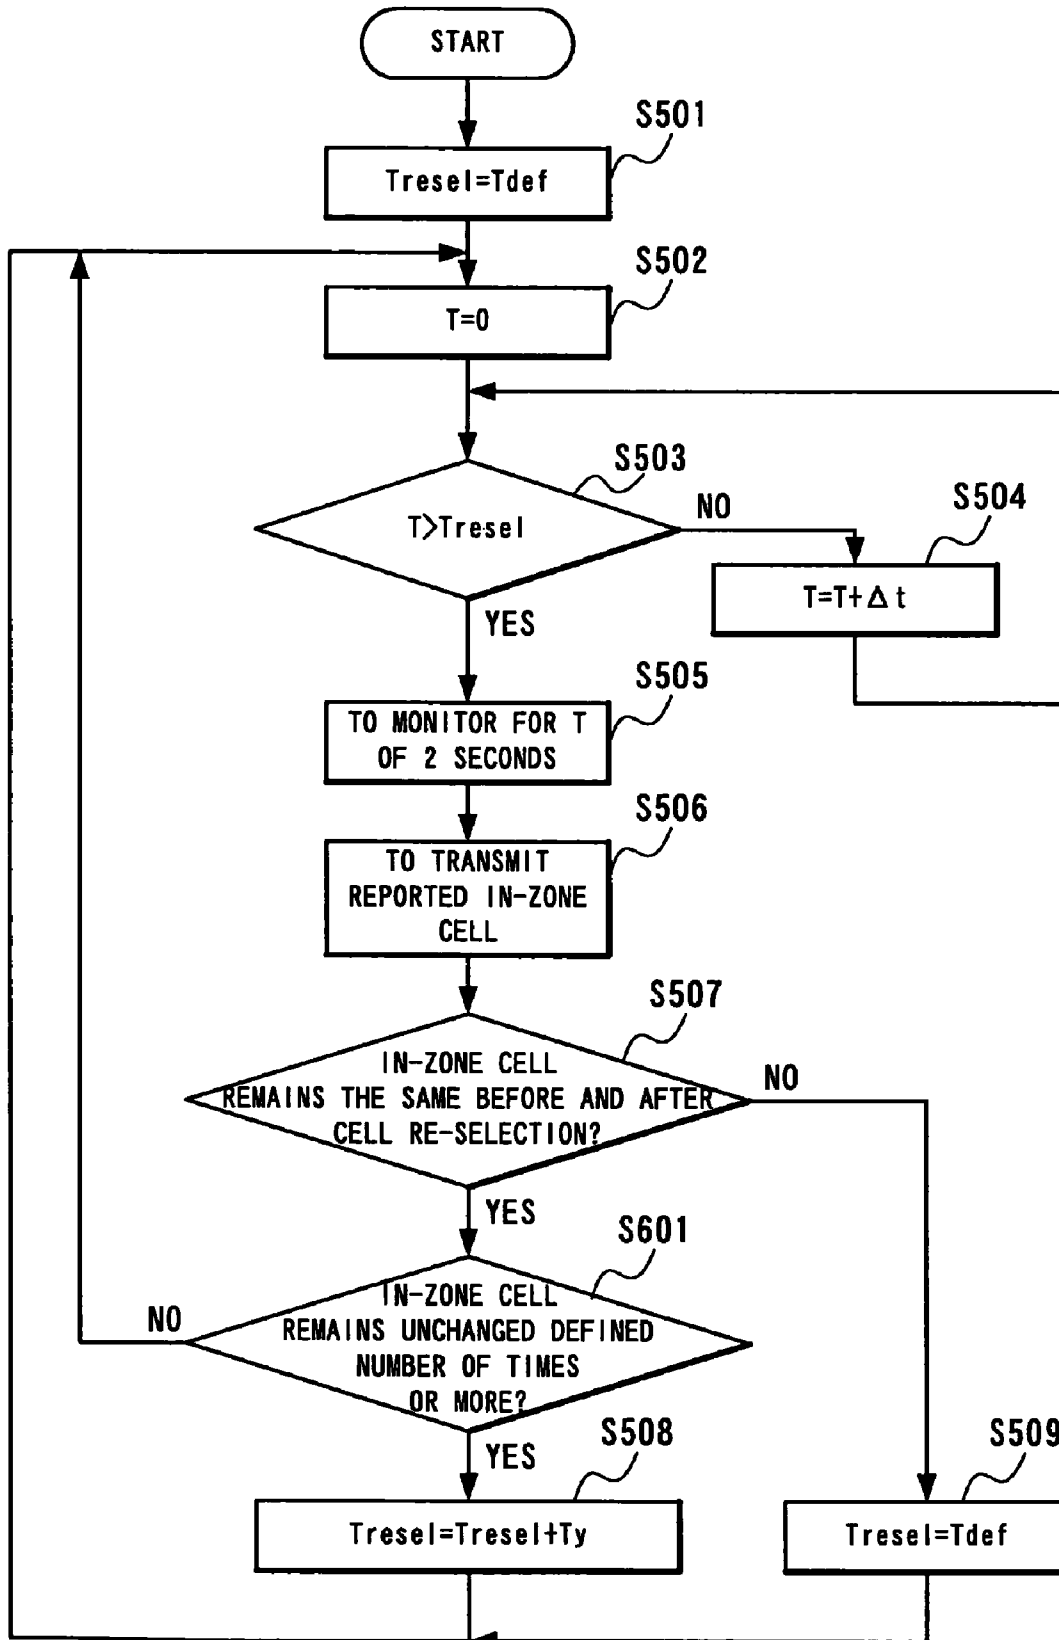 START
S501
Tresel=Tdef
S502
T=0
S503
T>Tresel
NO
S504
T=T+Δt
YES
S505
TO MONITOR FOR T
OF 2 SECONDS
S506
TO TRANSMIT
REPORTED IN-ZONE
CELL
S507
IN-ZONE CELL
REMAINS THE SAME BEFORE AND AFTER
CELL RE-SELECTION?
NO
YES
S601
IN-ZONE CELL
REMAINS UNCHANGED DEFINED
NUMBER OF TIMES
OR MORE?
NO
YES
S508
Tresel=Tresel+Ty
S509
Tresel=Tdef